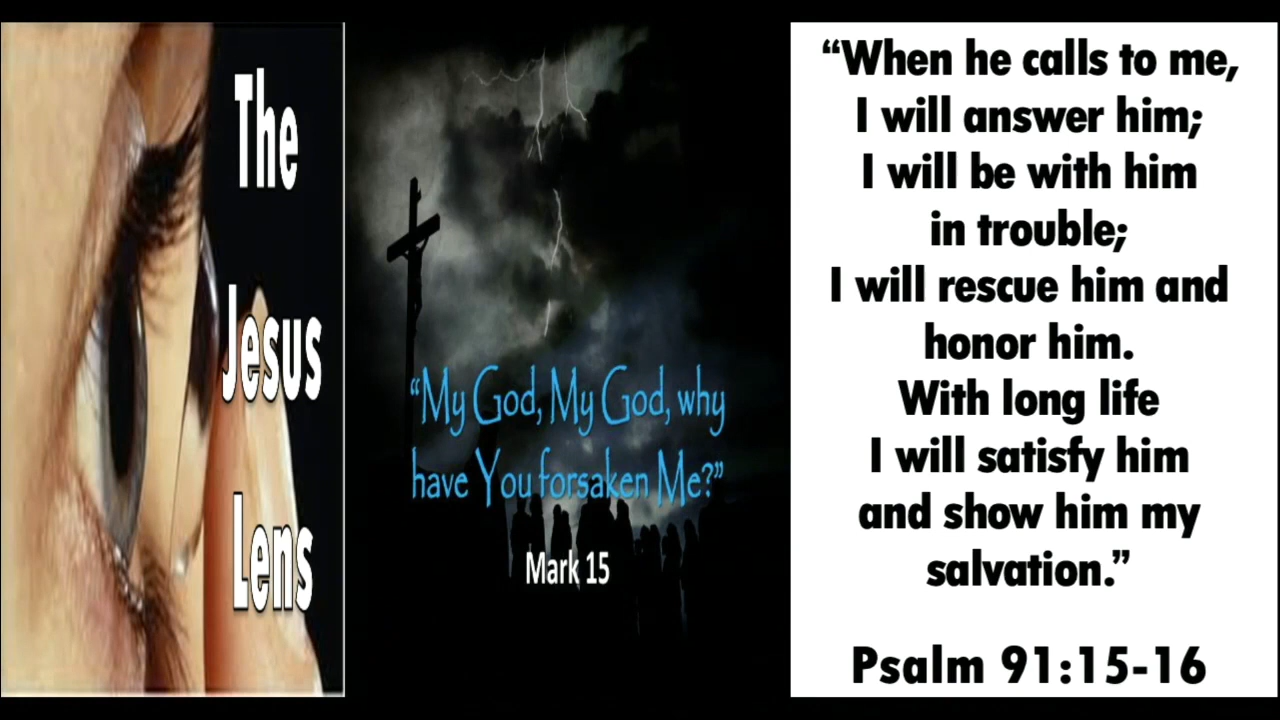 The
Jesus
Lens
“My God, My God, why
have You forsaken Me?”
Mark 15
“When he calls to me,
I will answer him;
I will be with him
in trouble;
I will rescue him and
honor him.
With long life
I will satisfy him
and show him my
salvation.”
Psalm 91:15-16